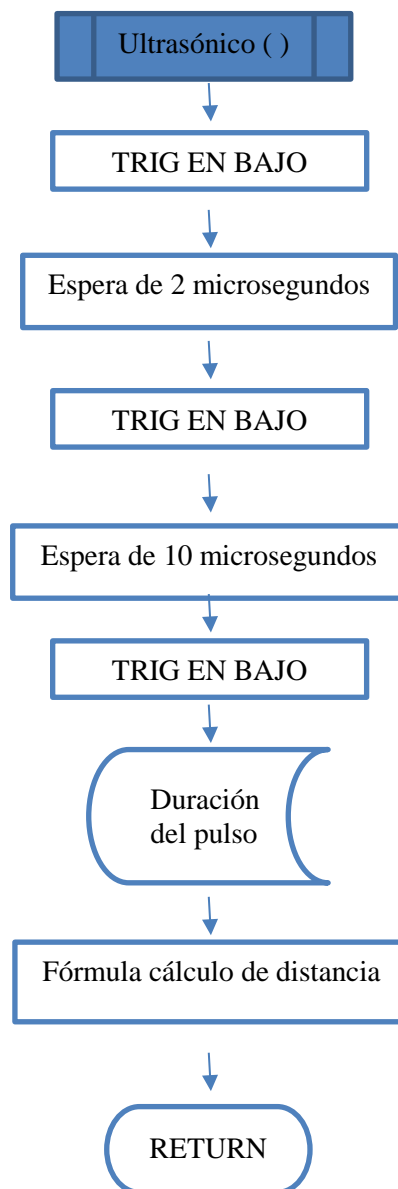 Ultrasónico ( )
TRIG EN BAJO
Espera de 2 microsegundos
TRIG EN BAJO
Espera de 10 microsegundos
TRIG EN BAJO
Duración
del pulso
Fórmula cálculo de distancia
RETURN